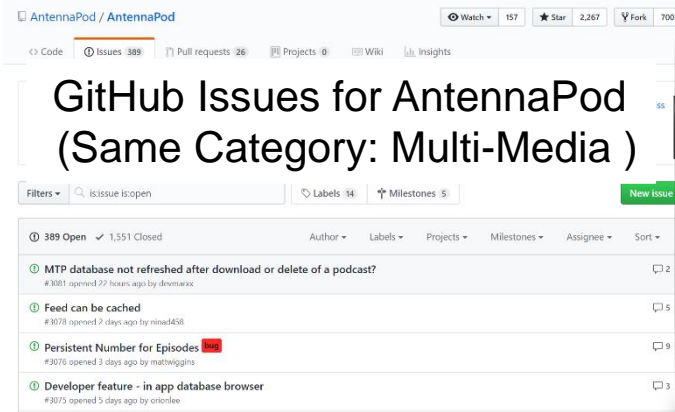 AntennaPod / AntennaPod
Watch 157 Star 2,267 Fork 700
Code Issues 389 Pull requests 26 Projects 0 Wiki Insights
GitHub Issues for AntennaPod
(Same Category: Multi-Media )
Filters is:issue is:open Labels 14 Milestones 5 New issue
389 Open ✓ 1,551 Closed Author Labels Projects Milestones Assignee Sort
MTP database not refreshed after download or delete of a podcast? 2
#3081 opened 22 hours ago by devmarxx
Feed can be cached 5
#3078 opened 2 days ago by ninad458
Persistent Number for Episodes bug 9
#3076 opened 3 days ago by mattwiggins
Developer feature - in app database browser 3
#3075 opened 5 days ago by orionlee